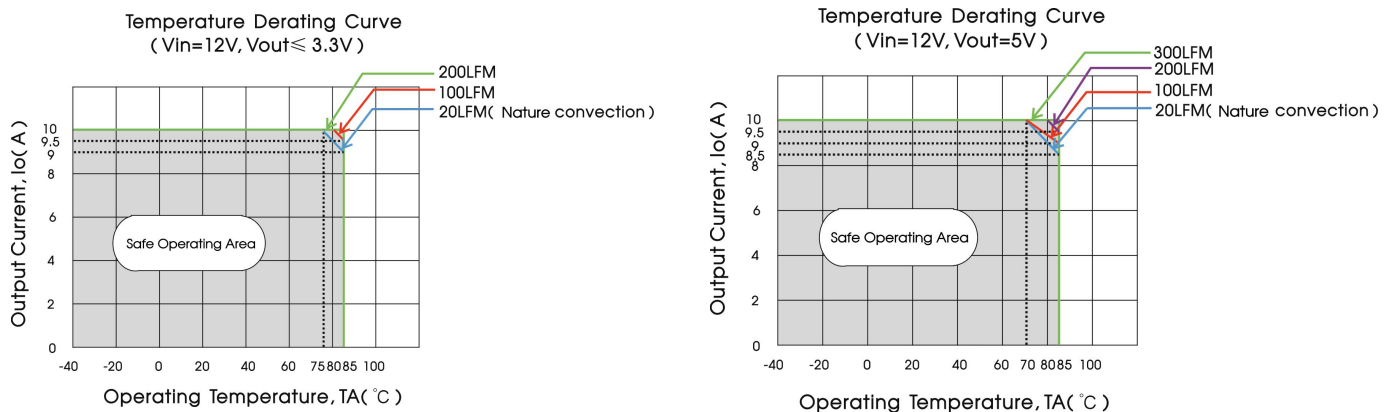 Temperature Derating Curve
(Vin=12V, Vout≤ 3.3V)
200LFM
100LFM
20LFM( Nature convection )
Output Current, Io( A )
10
9.5
9
8
6
4
2
0
Safe Operating Area
-40 -20 0 20 40 60 75 80 85 100
Operating Temperature, TA( °C )
Temperature Derating Curve
( Vin=12V, Vout=5V )
300LFM
200LFM
100LFM
20LFM( Nature convection )
Output Current, Io( A )
10
9.5
9
8.5
8
6
4
2
0
Safe Operating Area
-40 -20 0 20 40 60 70 80 85 100
Operating Temperature, TA( °C )